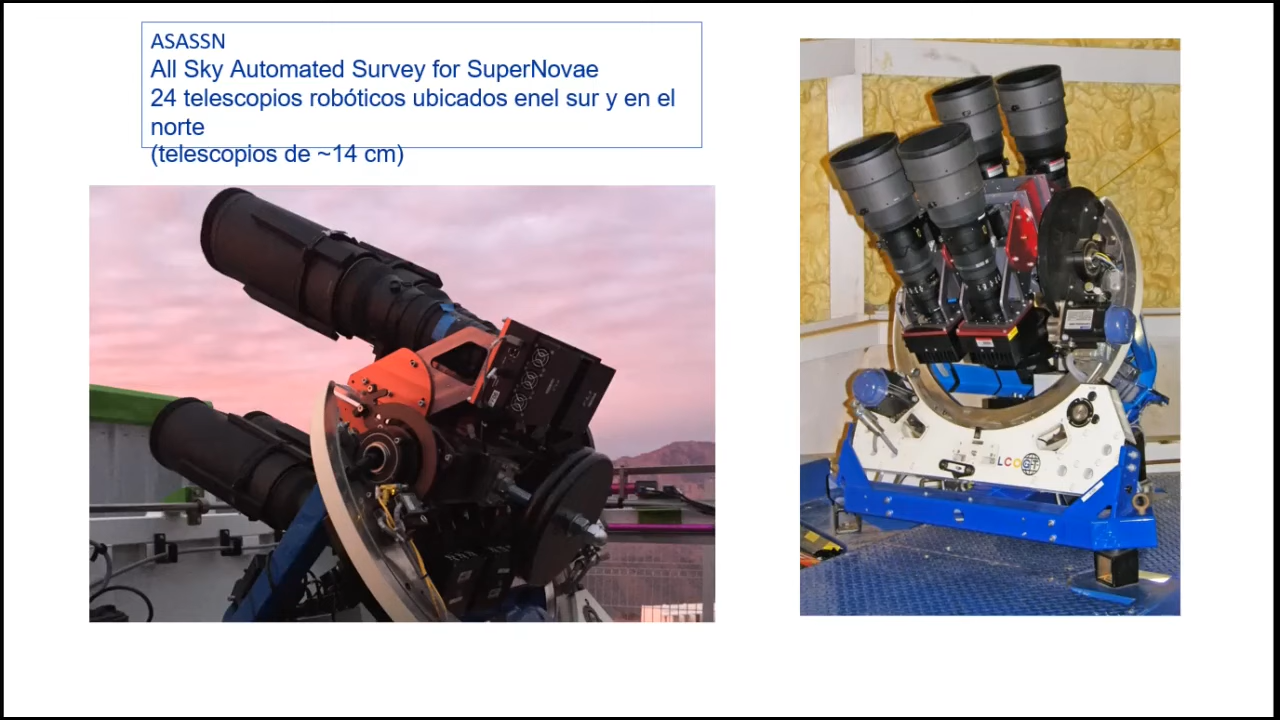 ASASSN
All Sky Automated Survey for SuperNovae
24 telescopios robóticos ubicados enel sur y en el
norte
(telescopios de ~14 cm)
LCOGT